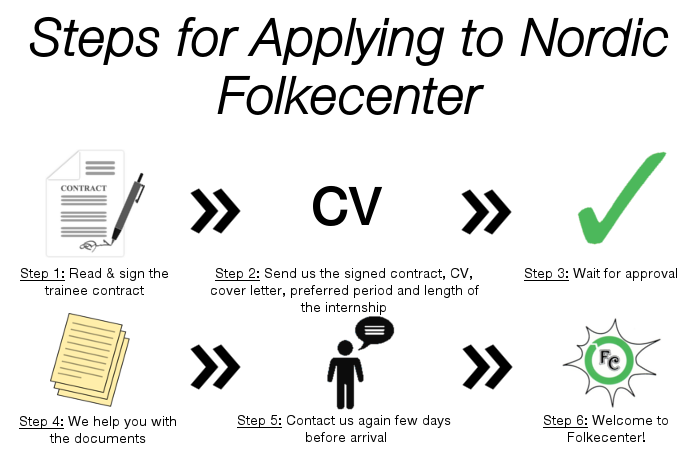 Steps for Applying to Nordic
Folkecenter
CONTRACT
CV
Step 1: Read & sign the
trainee contract
Step 2: Send us the signed contract, CV,
cover letter, preferred period and length of
the internship
Step 3: Wait for approval
FC
Step 4: We help you with
the documents
Step 5: Contact us again few days
before arrival
Step 6: Welcome to
Folkecenter!